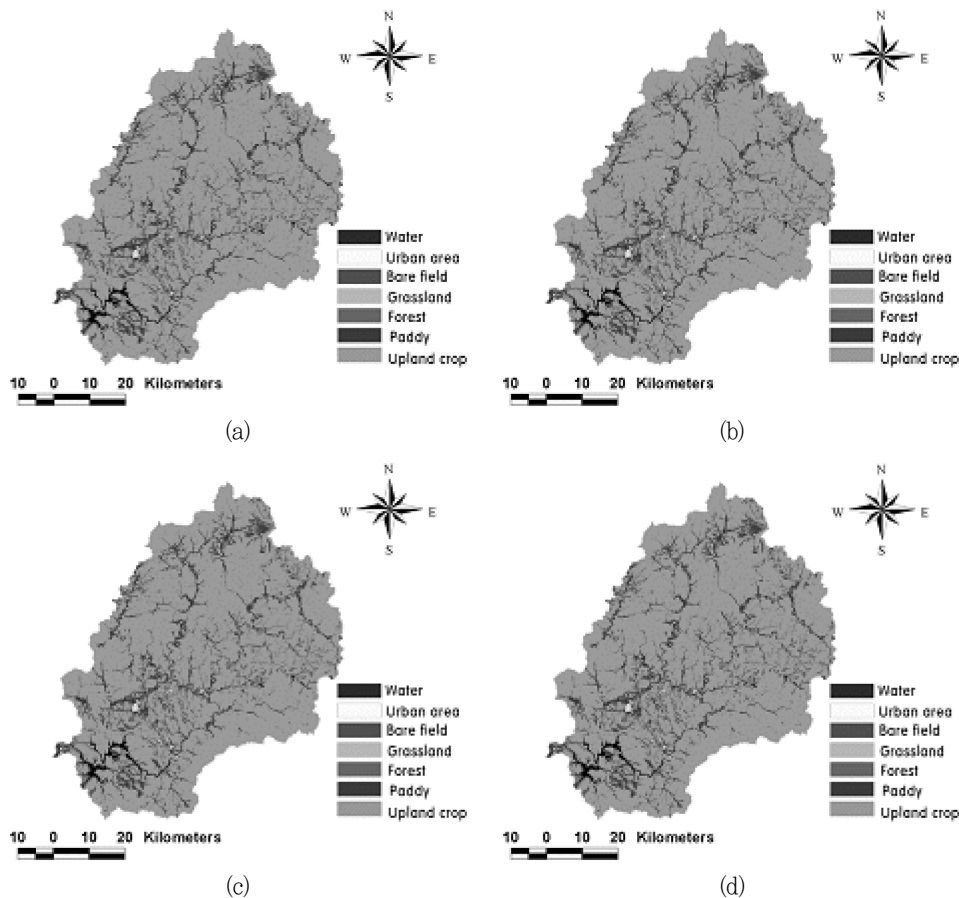 N
W E
S
Water
Urban area
Bare field
Grassland
Forest
Paddy
Upland crop
10 0 10 20 Kilometers
(a)
N
W E
S
Water
Urban area
Bare field
Grassland
Forest
Paddy
Upland crop
10 0 10 20 Kilometers
(b)
N
W E
S
Water
Urban area
Bare field
Grassland
Forest
Paddy
Upland crop
10 0 10 20 Kilometers
(c)
N
W E
S
Water
Urban area
Bare field
Grassland
Forest
Paddy
Upland crop
10 0 10 20 Kilometers
(d)